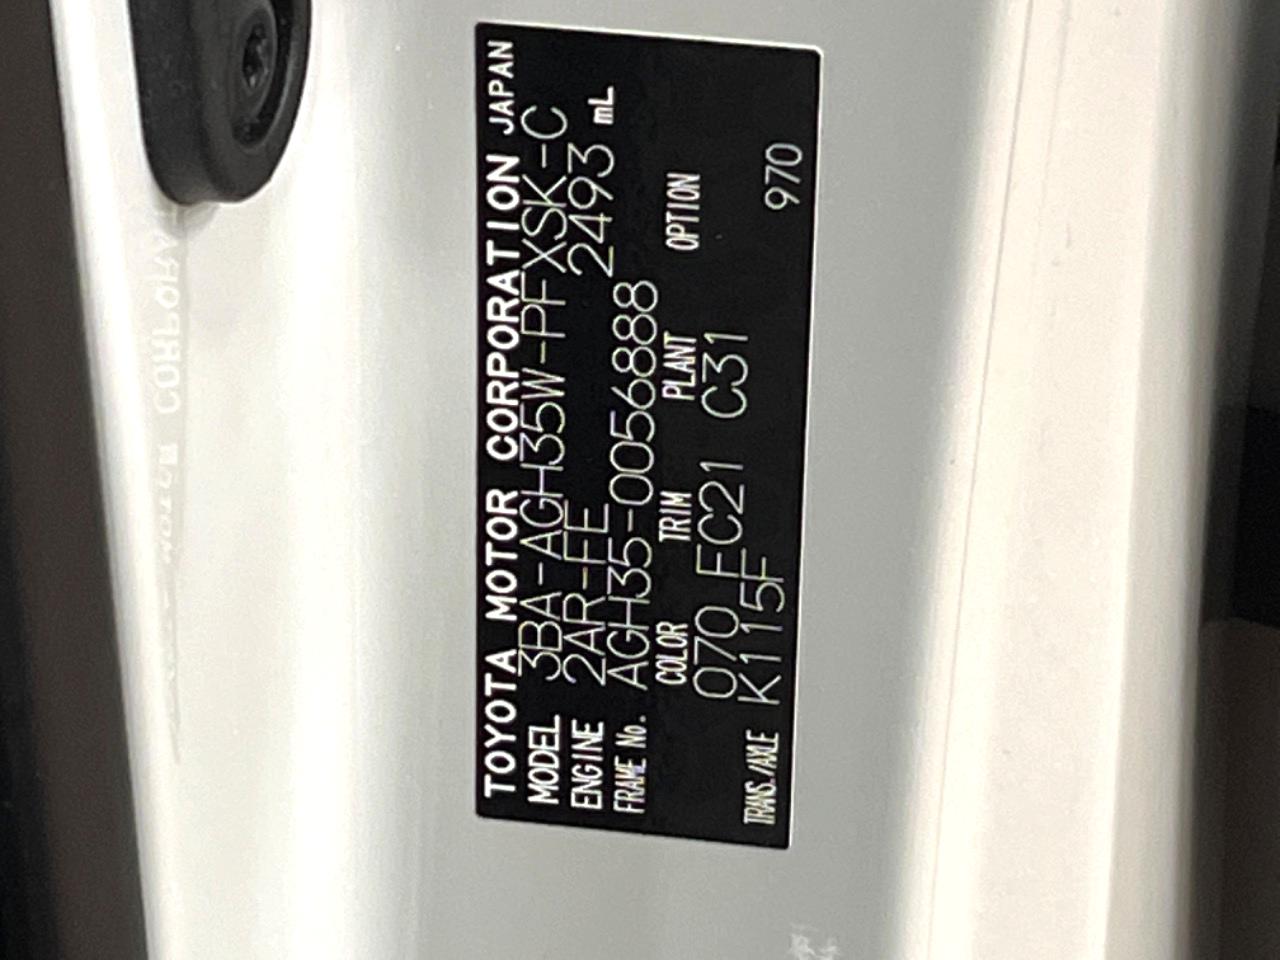 TOYOTA MOTOR CORPORATION JAPAN
MODEL 3BA-AGH35W-PFXSK-C
ENGINE 2AR-FE 2493 mL
FRAME No. AGH35-0056888
COLOR TRIM PLANT OPTION
070 FC21 C31
TRANS./AXLE K115F 970